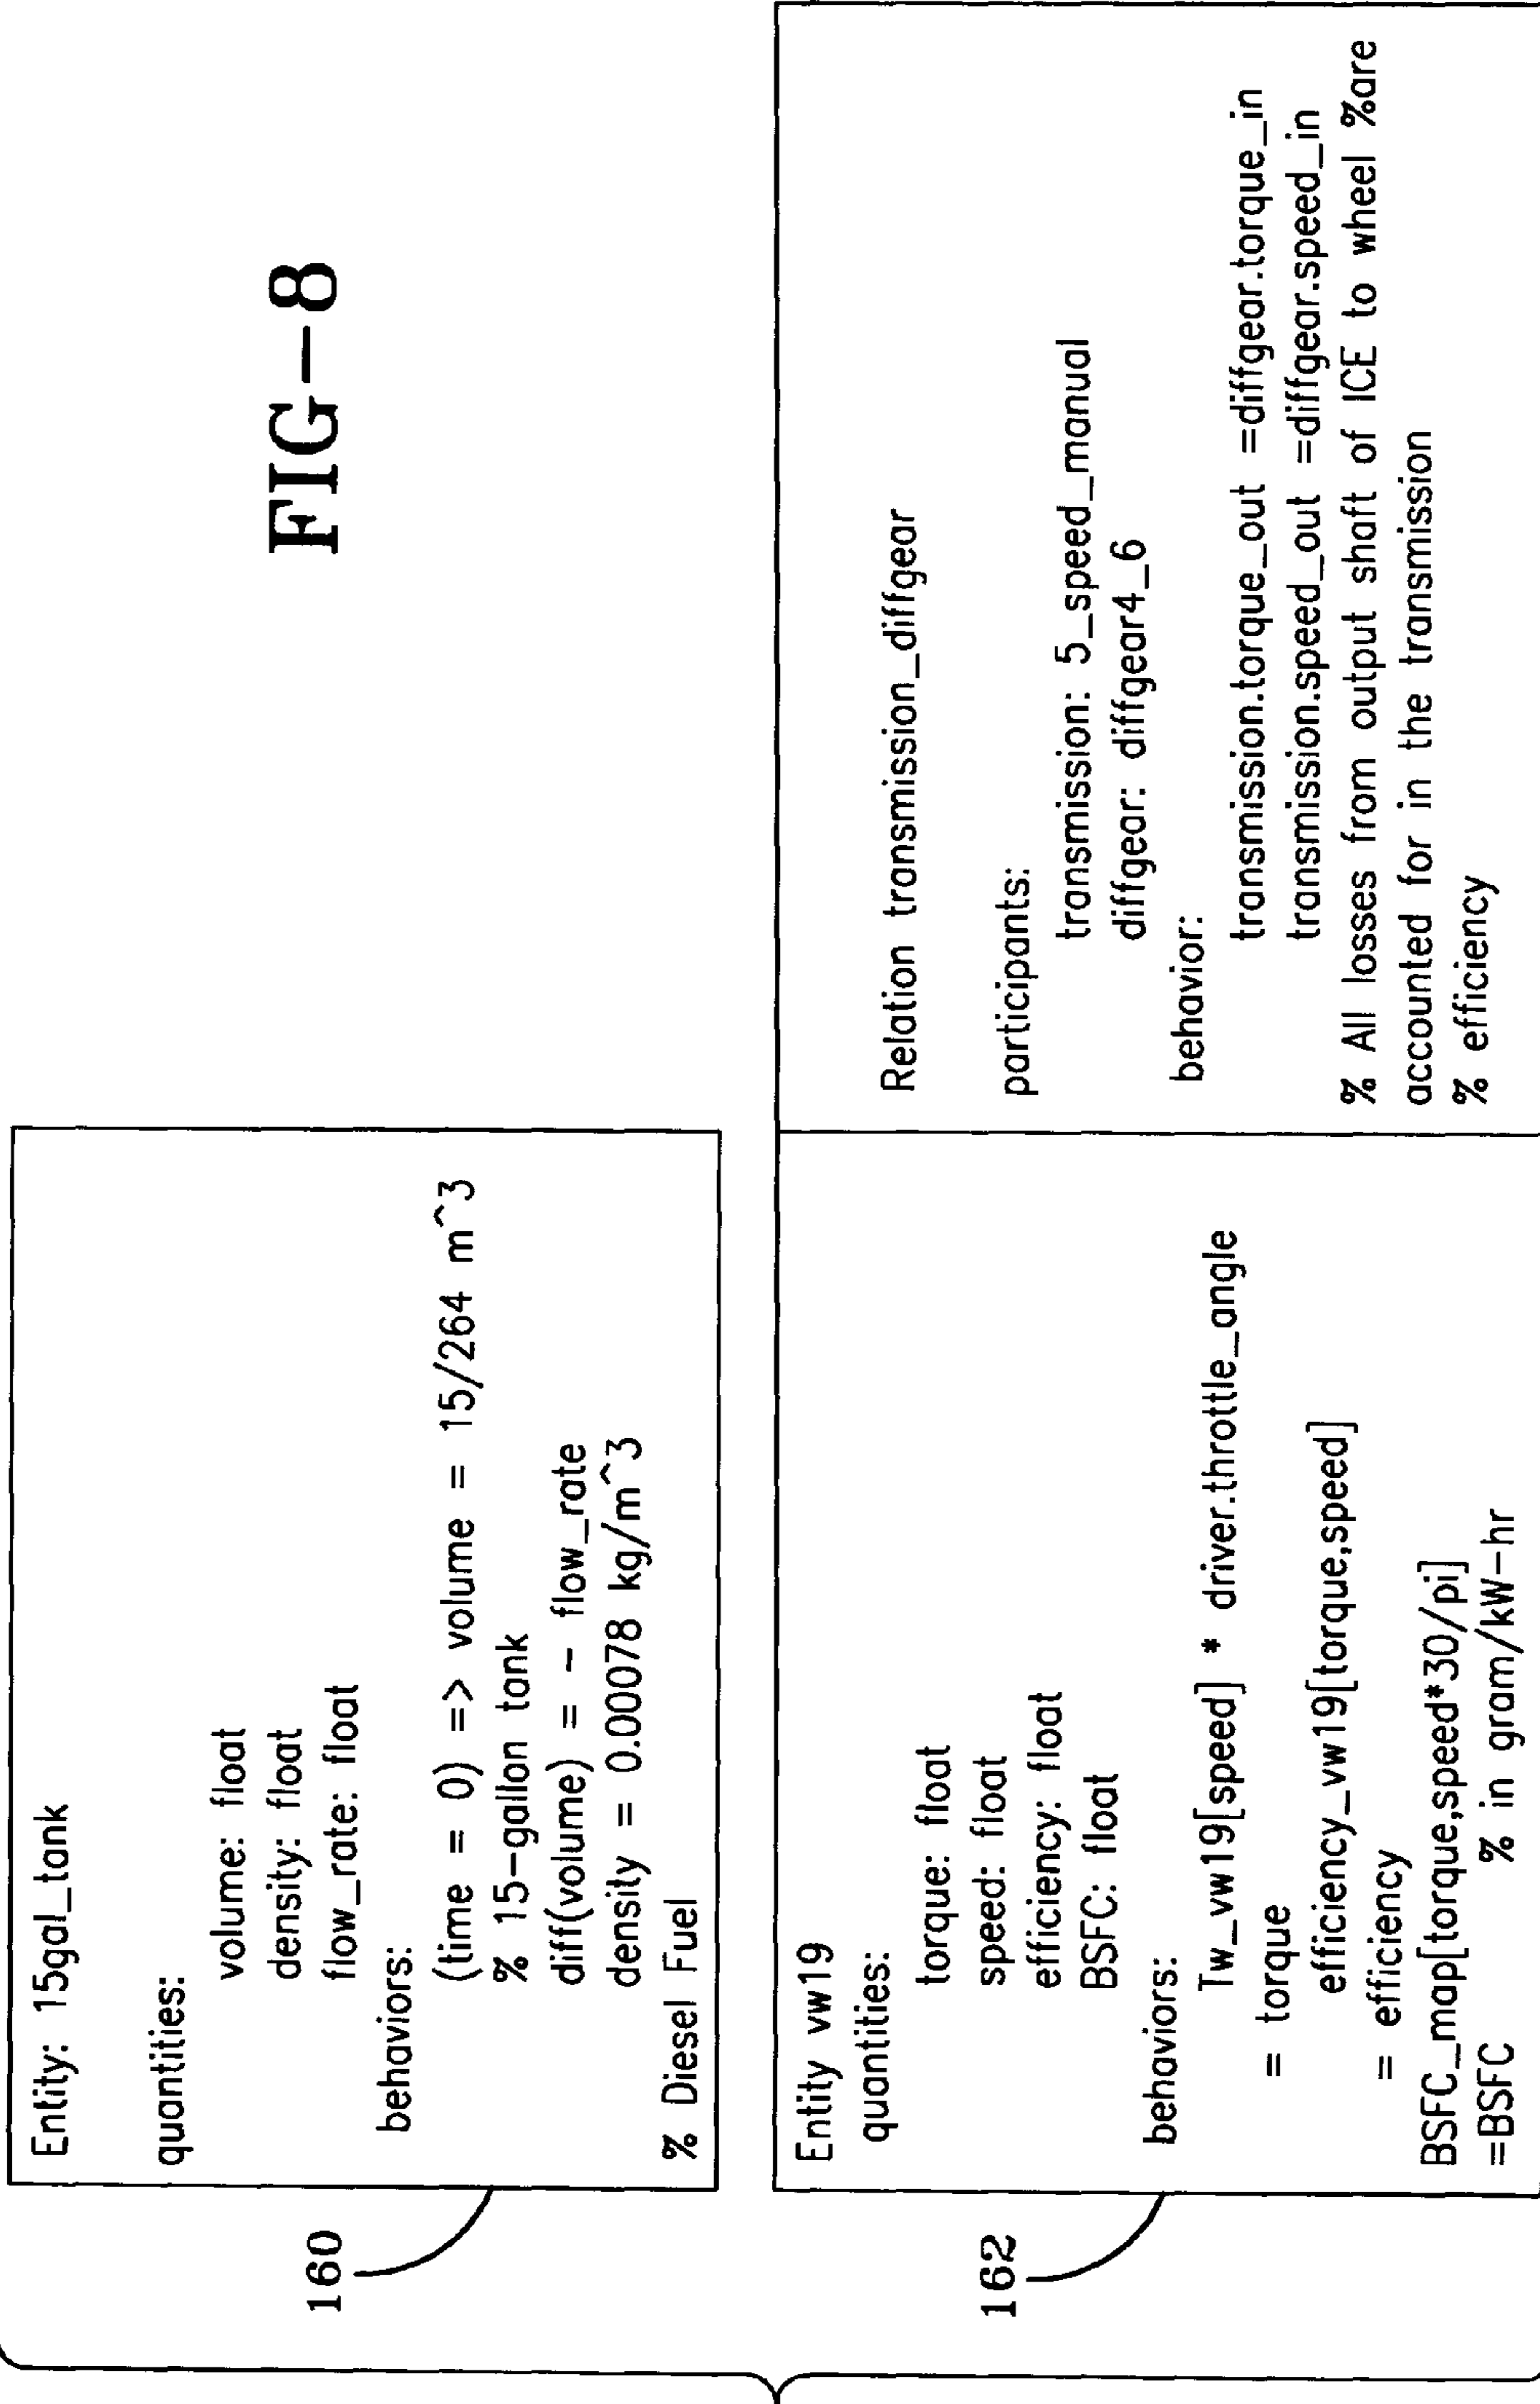 FIG-8
160
Entity: 15gal_tank
quantities:
volume: float
density: float
flow_rate: float
behaviors:
(time = 0) => volume = 15/264 m^3
% 15-gallon tank
diff(volume) = - flow_rate
density = 0.00078 kg/m^3
% Diesel Fuel
162
Entity vw19
quantities:
torque: float
speed: float
efficiency: float
BSFC: float
behaviors:
Tw_vw19[speed] * driver.throttle_angle
= torque
efficiency_vw19[torque,speed]
= efficiency
BSFC_map[torque,speed*30/pi]
=BSFC % in gram/kW-hr
Relation transmission_diffgear
participants:
transmission: 5_speed_manual
diffgear: diffgear4_6
behavior:
transmission.torque_out =diffgear.torque_in
transmission.speed_out =diffgear.speed_in
% All losses from output shaft of ICE to wheel %are
accounted for in the transmission
% efficiency